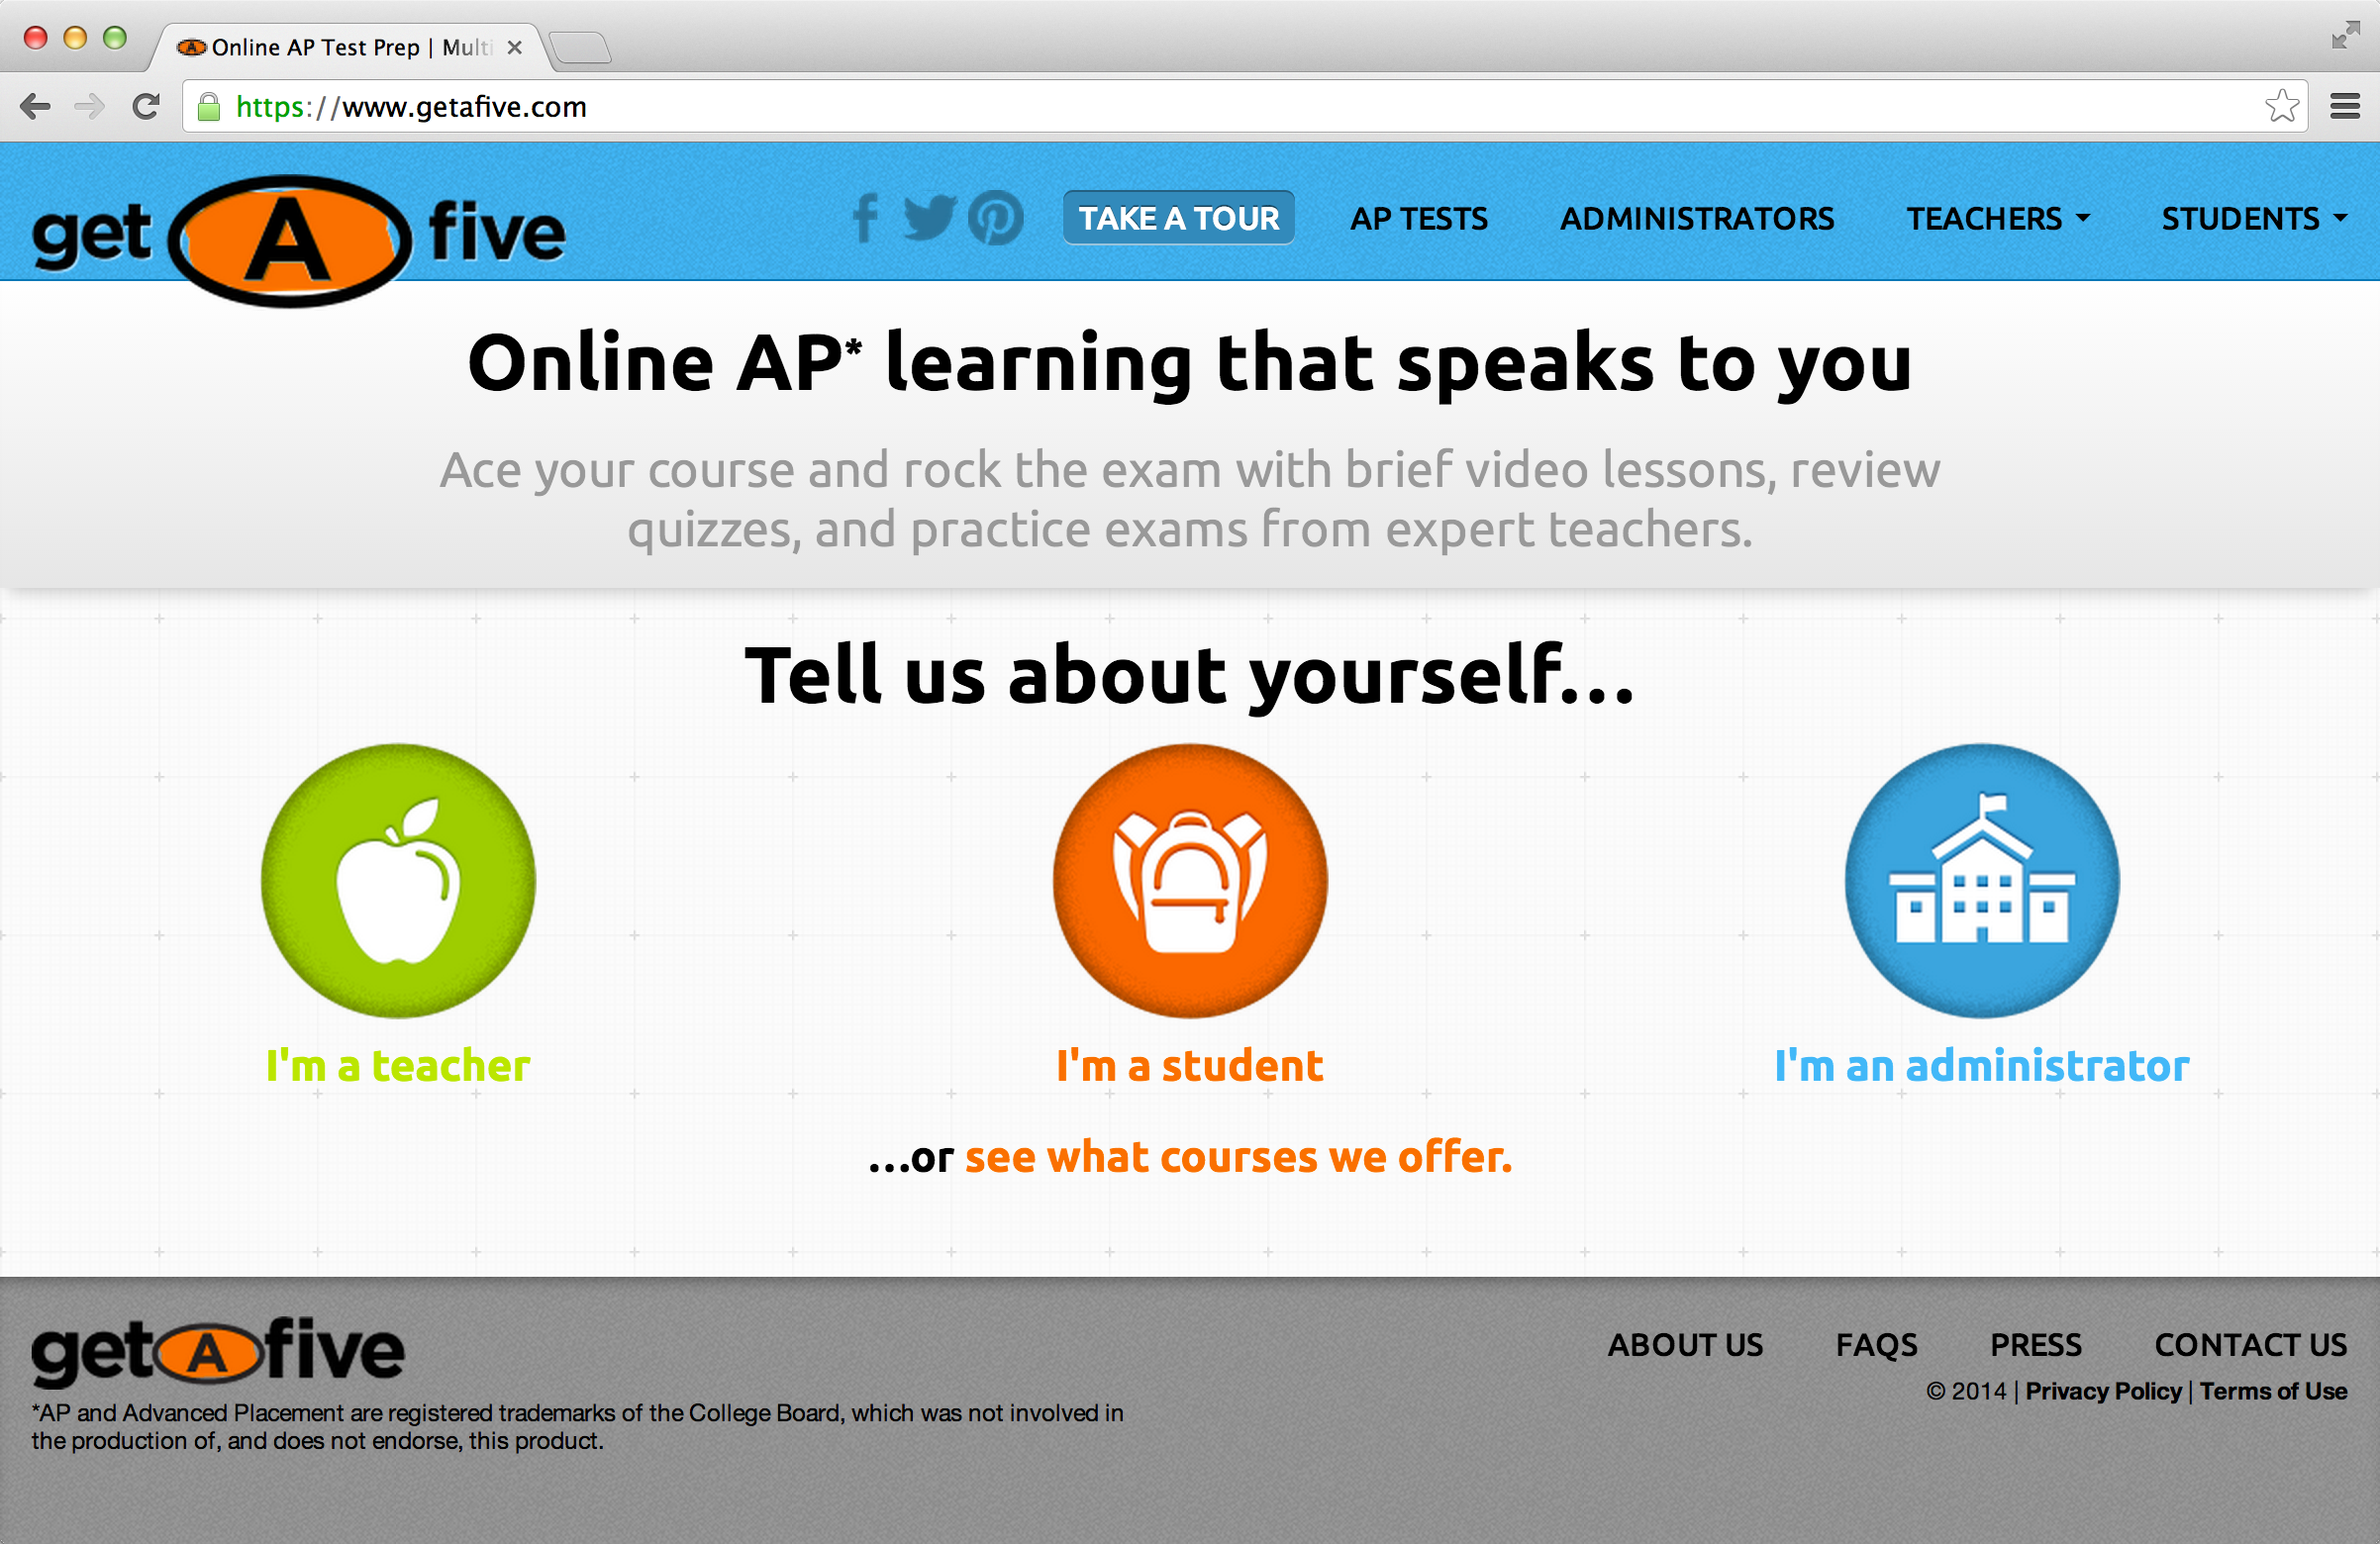 Online AP Test Prep | Multi
https://www.getafive.com
get A five
TAKE A TOUR
AP TESTS
ADMINISTRATORS
TEACHERS
STUDENTS
Online AP* learning that speaks to you
Ace your course and rock the exam with brief video lessons, review
quizzes, and practice exams from expert teachers.
Tell us about yourself...
I'm a teacher
I'm a student
I'm an administrator
...or see what courses we offer.
get A five
ABOUT US
FAQS
PRESS
CONTACT US
© 2014 | Privacy Policy | Terms of Use
*AP and Advanced Placement are registered trademarks of the College Board, which was not involved in
the production of, and does not endorse, this product.